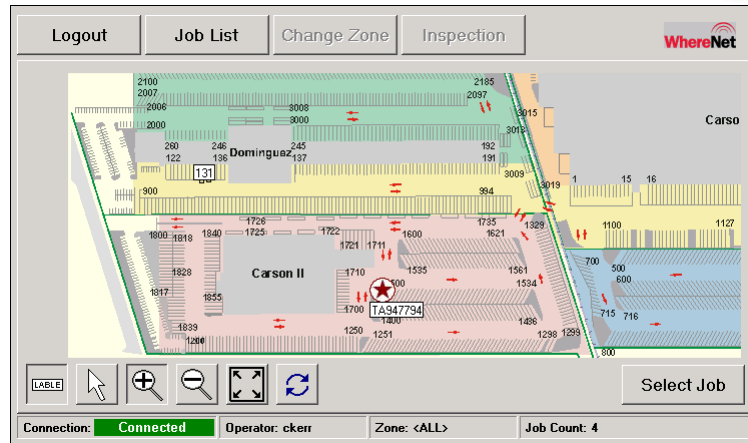 Logout
Job List
Change Zone
Inspection
WhereNet
2100
2185
2007
2097
2006
3008
3015
3000
2000
3018
260 246 245 192
Dominguez
122 136 137 191
131
3009
3019
1 15 16
Carso
900
994
1726
1735
1329
1800
1818
1840
1725
1722
1600
1621
1100
1127
1721 1711
1828
Carson II
1710
1535
1561
700
500
1817
1855
1534
600
TA947794
1700
715
716
1839
1250
1251
1436
1298
1299
800
LABLE
Select Job
Connection: Connected
Operator: ckerr
Zone: <ALL>
Job Count: 4